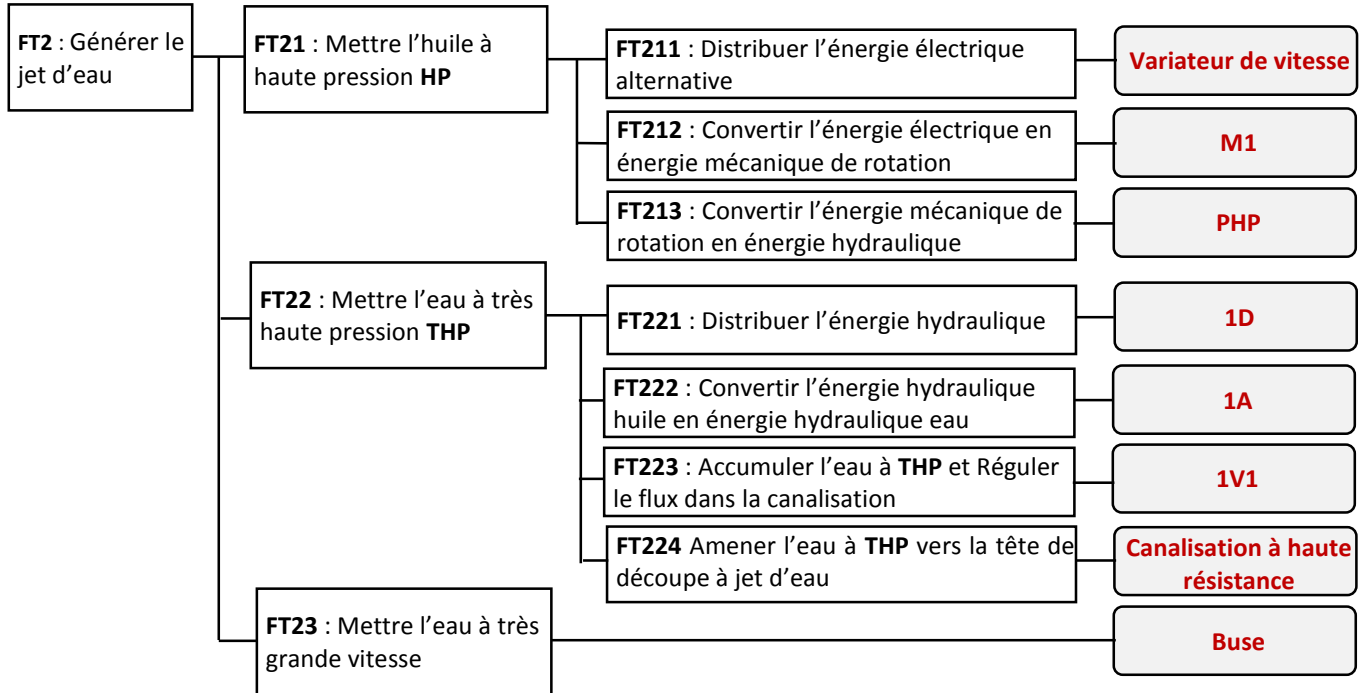 FT2 : Générer le
jet d'eau
FT21 : Mettre l'huile à
haute pression HP
FT211 : Distribuer l'énergie électrique
alternative
Variateur de vitesse
FT212 : Convertir l'énergie électrique en
énergie mécanique de rotation
M1
FT213 : Convertir l'énergie mécanique de
rotation en énergie hydraulique
PHP
FT22 : Mettre l'eau à très
haute pression THP
FT221 : Distribuer l'énergie hydraulique
1D
FT222 : Convertir l'énergie hydraulique
huile en énergie hydraulique eau
1A
FT223 : Accumuler l'eau à THP et Réguler
le flux dans la canalisation
1V1
FT224 Amener l'eau à THP vers la tête de
découpe à jet d'eau
Canalisation à haute
résistance
FT23 : Mettre l'eau à très
grande vitesse
Buse